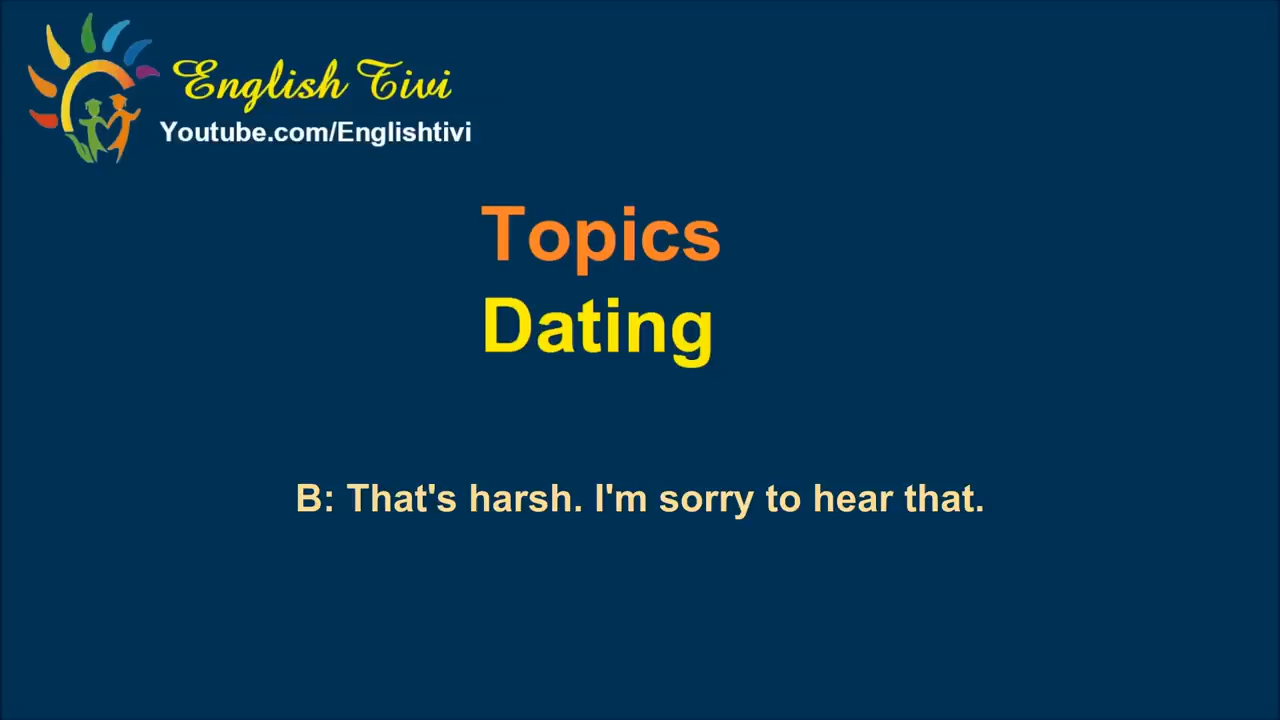 English Tivi
Youtube.com/Englishtivi
Topics
Dating
B: That's harsh. I'm sorry to hear that.